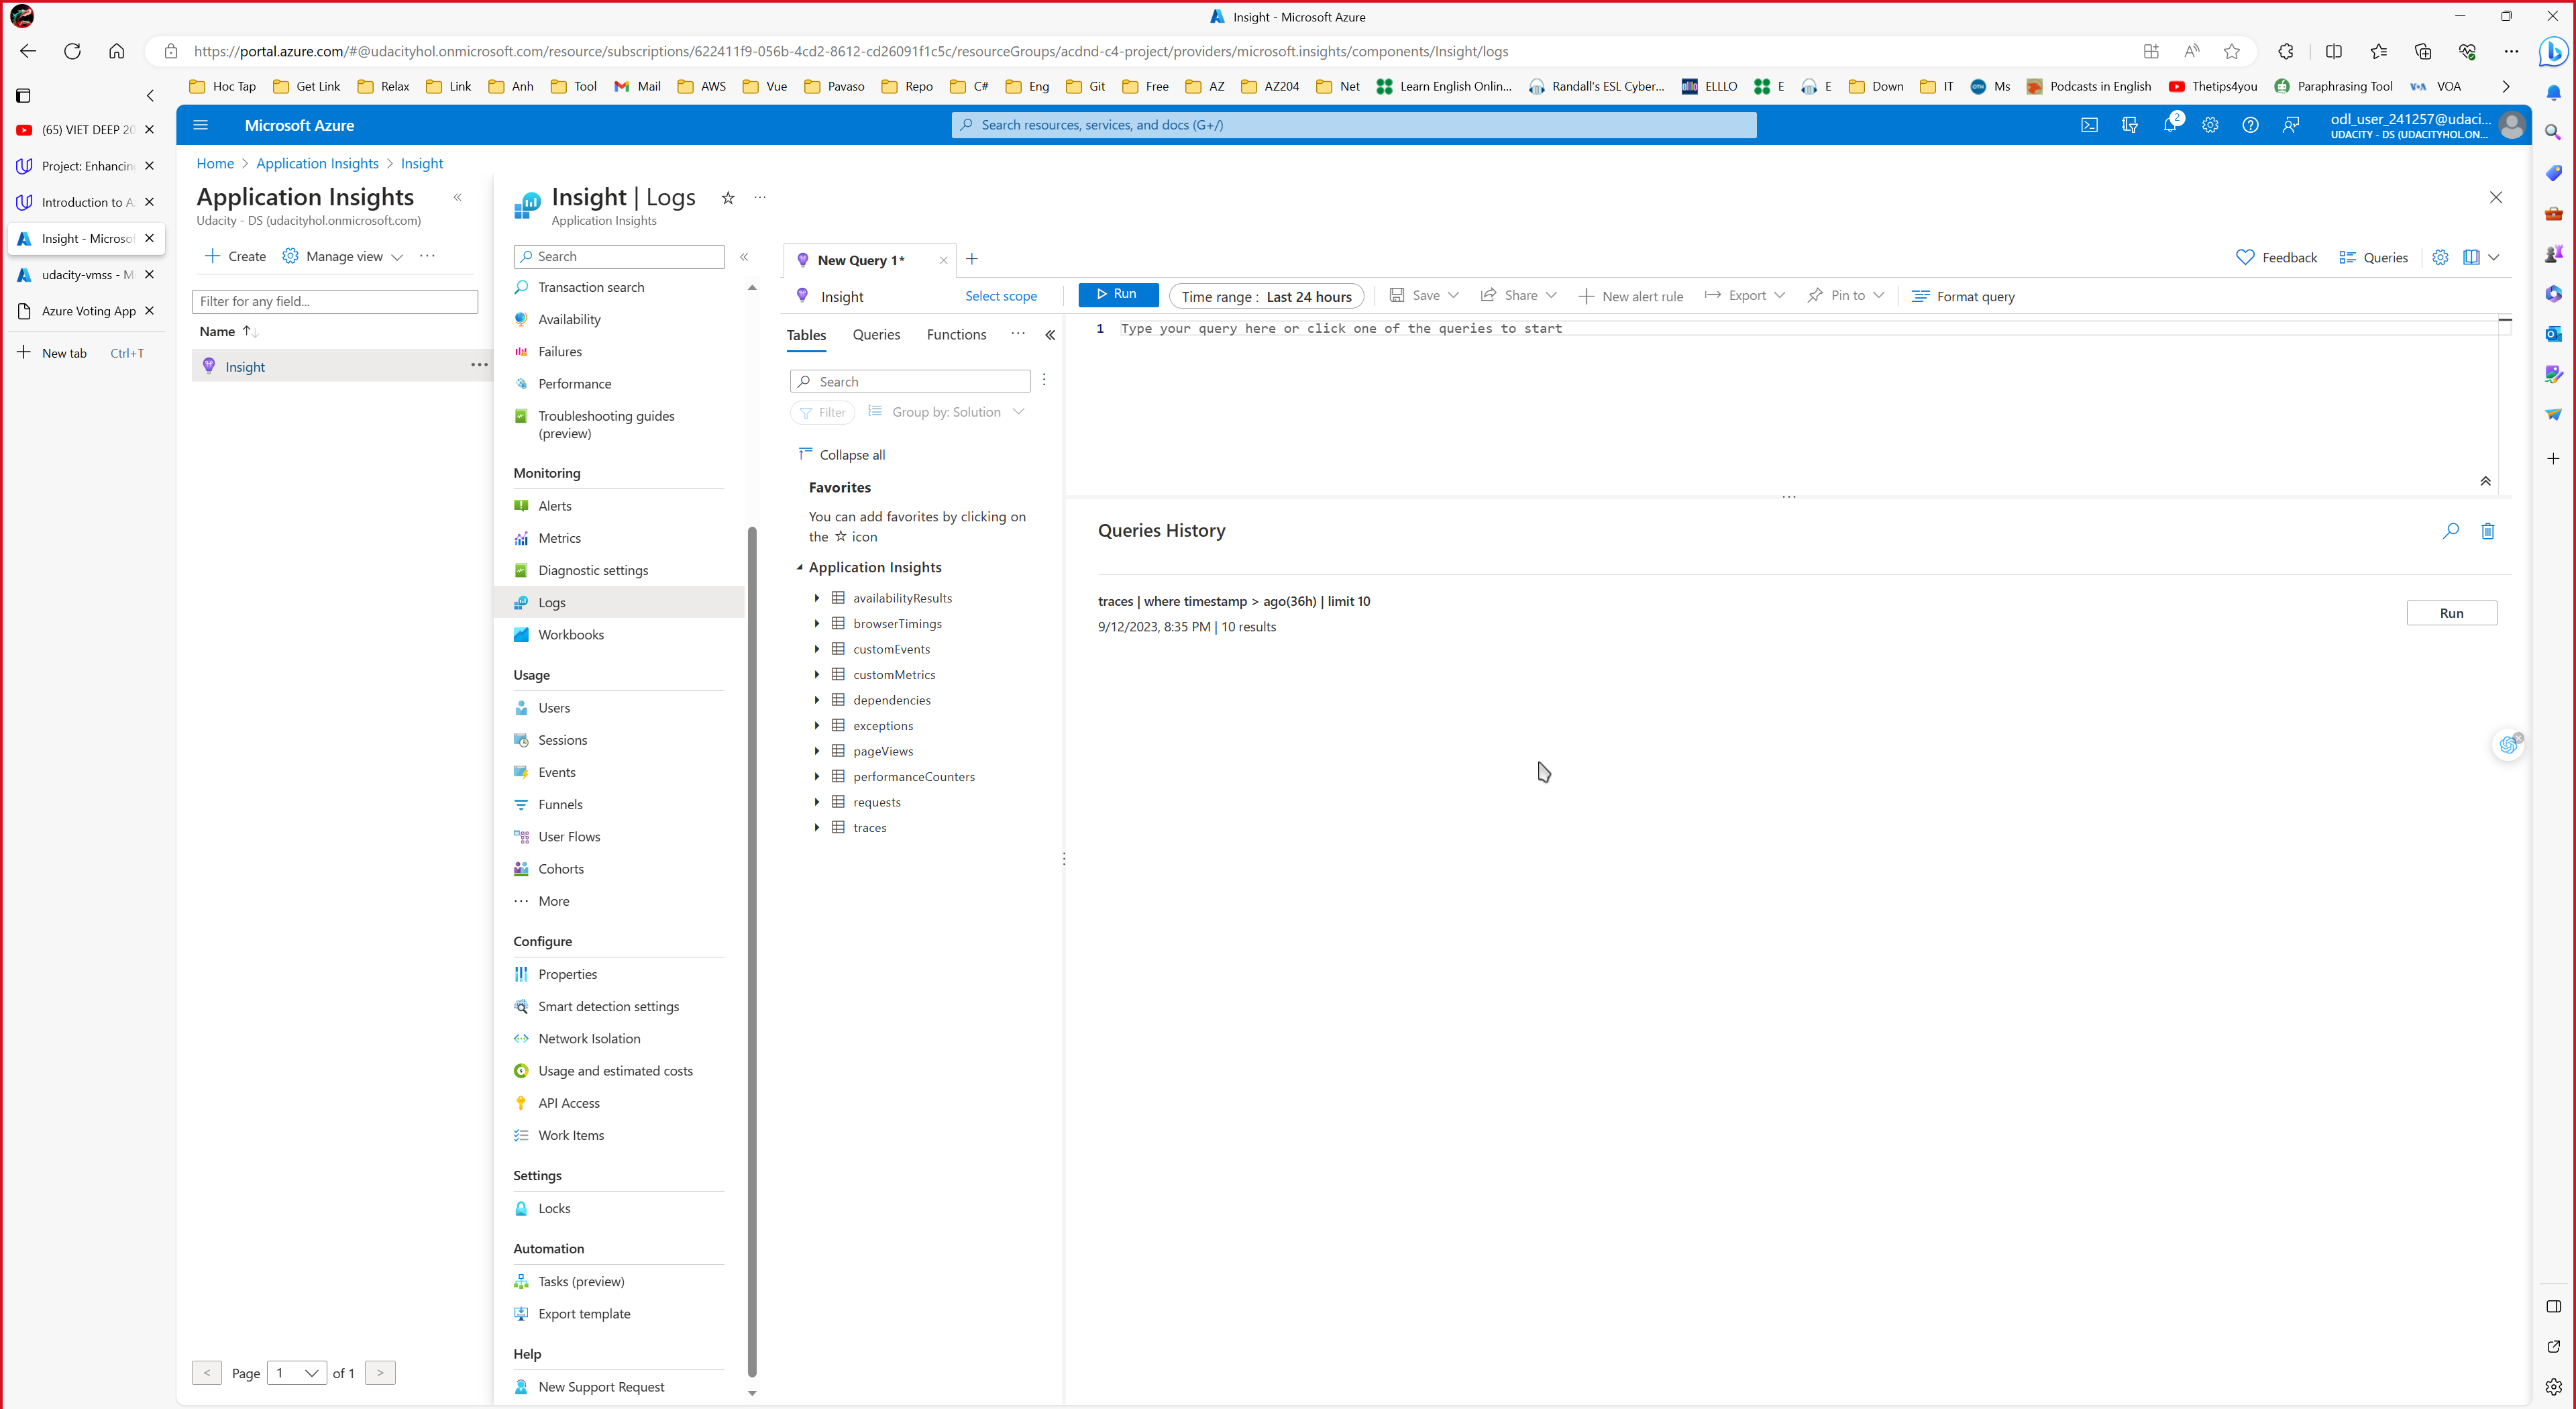 Insight - Microsoft Azure
https://portal.azure.com/#@udacityhol.onmicrosoft.com/resource/subscriptions/622411f9-056b-4cd2-8612-cd26091f1c5c/resourceGroups/acdnd-c4-project/providers/microsoft.insights/components/Insight/logs
Hoc Tap Get Link Relax Link Anh Tool Mail AWS Vue Pavaso Repo C# Eng Git Free AZ AZ204 Net Learn English Onlin... Randall's ESL Cyber... ELLLO E E Down IT Ms Podcasts in English Thetips4you Paraphrasing Tool VOA
(65) VIET DEEP 20
Project: Enhancin
Introduction to A
Insight - Microsof
udacity-vmss - M
Azure Voting App
New tab Ctrl+T
Microsoft Azure
Search resources, services, and docs (G+/)
2
odl_user_241257@udaci...
UDACITY - DS (UDACITYHOL.ON...
Home > Application Insights > Insight
Application Insights
Udacity - DS (udacityhol.onmicrosoft.com)
Create Manage view ...
Filter for any field...
Name
Insight
< Page 1 of 1 >
Insight | Logs
Application Insights
Search
Transaction search
Availability
Failures
Performance
Troubleshooting guides
(preview)
Monitoring
Alerts
Metrics
Diagnostic settings
Logs
Workbooks
Usage
Users
Sessions
Events
Funnels
User Flows
Cohorts
More
Configure
Properties
Smart detection settings
Network Isolation
Usage and estimated costs
API Access
Work Items
Settings
Locks
Automation
Tasks (preview)
Export template
Help
New Support Request
New Query 1*
Feedback Queries
Insight Select scope
Run Time range : Last 24 hours Save Share New alert rule Export Pin to Format query
Tables Queries Functions ...
Search
Filter Group by: Solution
Collapse all
Favorites
You can add favorites by clicking on
the ☆ icon
Application Insights
availabilityResults
browserTimings
customEvents
customMetrics
dependencies
exceptions
pageViews
performanceCounters
requests
traces
1 Type your query here or click one of the queries to start
Queries History
traces | where timestamp > ago(36h) | limit 10
9/12/2023, 8:35 PM | 10 results
Run